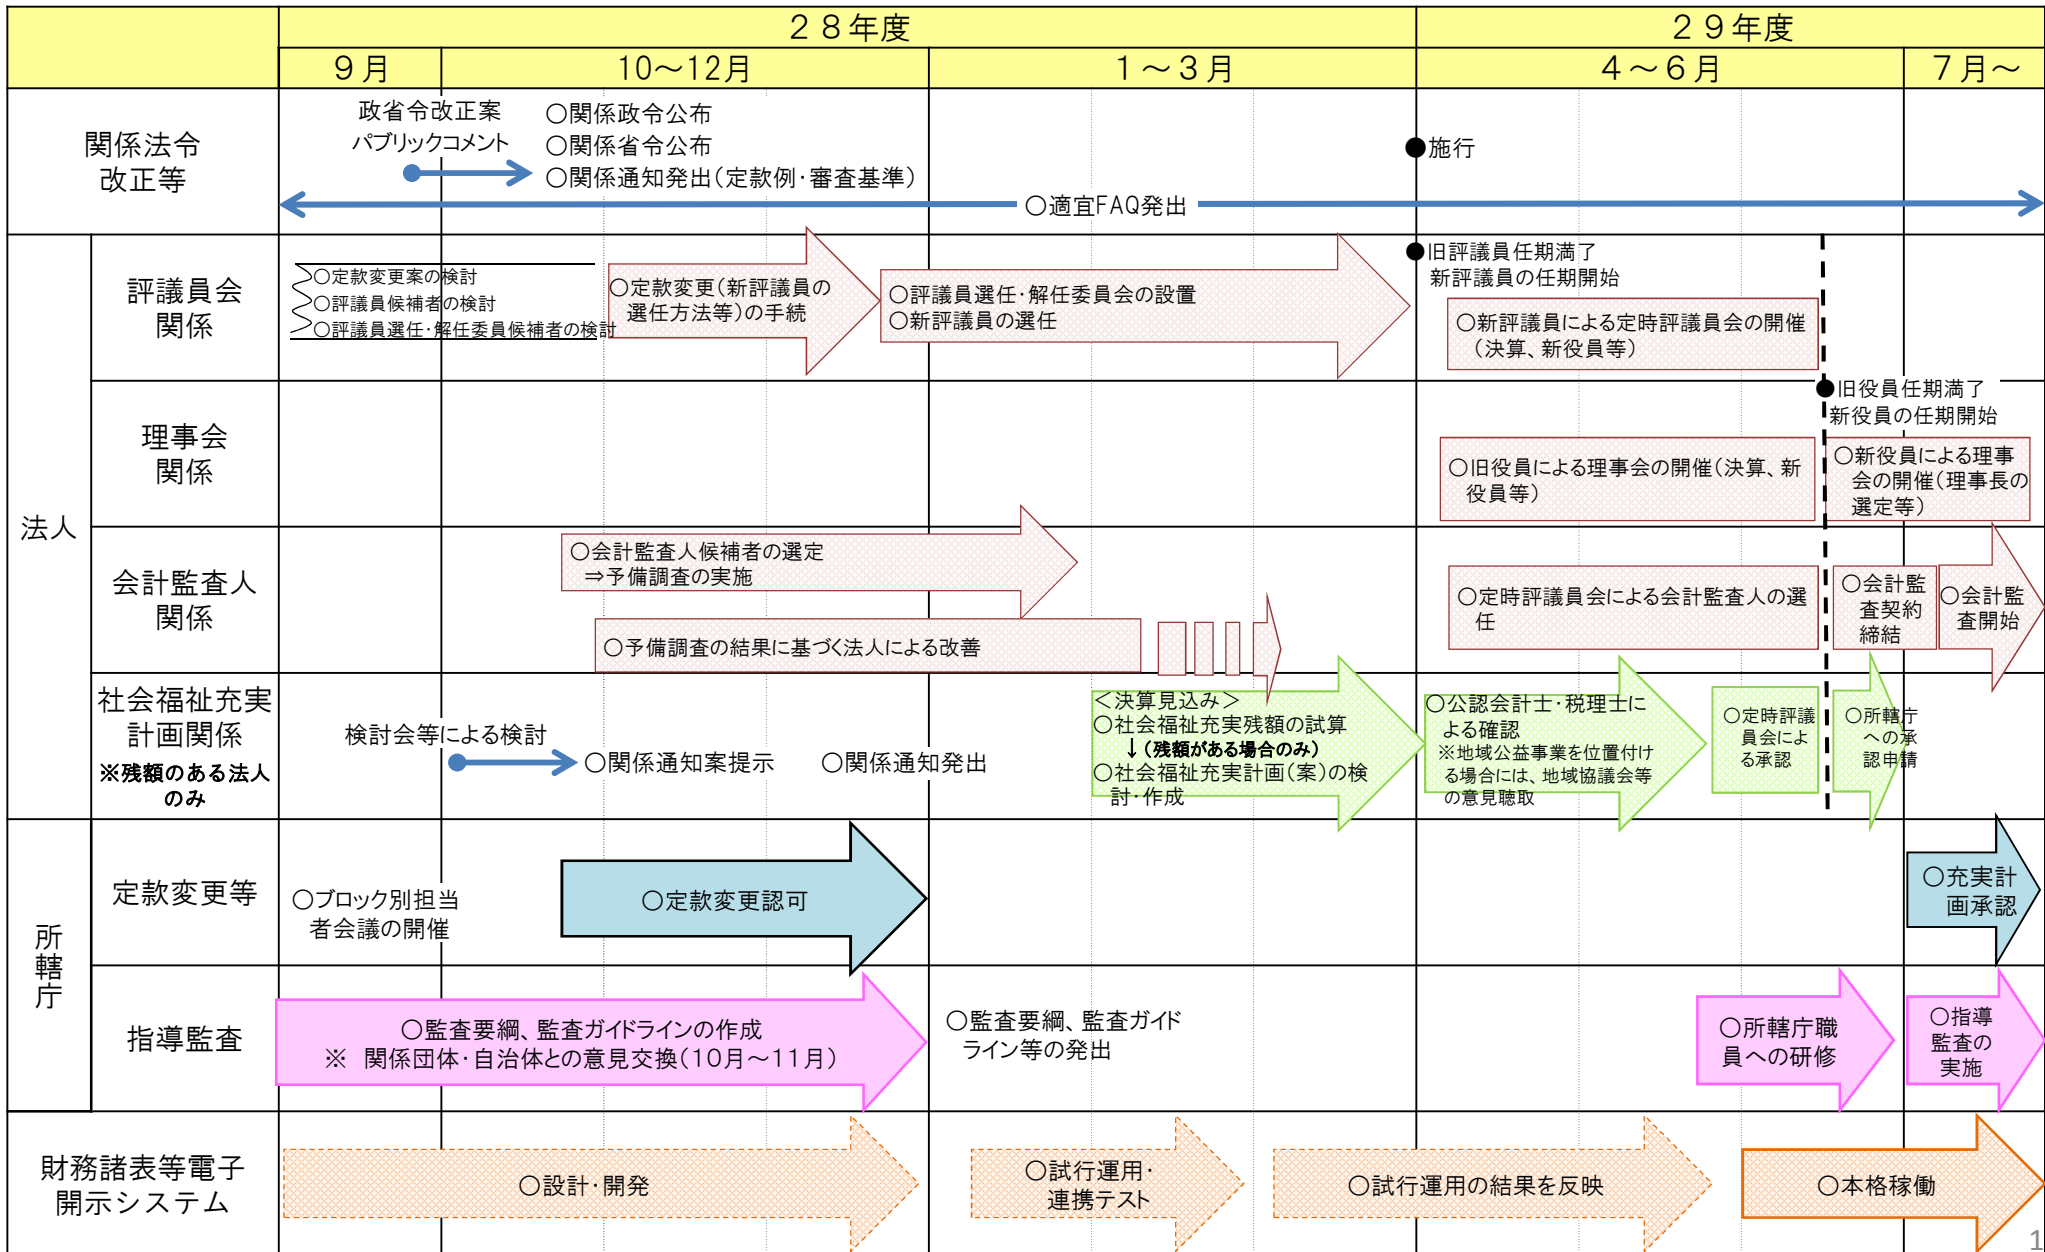 ２８年度
２９年度
９月
10～12月
１～３月
４～６月
７月～
関係法令
改正等
政省令改正案
パブリックコメント
○関係政令公布
○関係省令公布
○関係通知発出（定款例・審査基準）
●施行
○適宜FAQ発出
法人
評議員会
関係
○定款変更案の検討
○評議員候補者の検討
○評議員選任・解任委員候補者の検討
○定款変更（新評議員の
選任方法等）の手続
○評議員選任・解任委員会の設置
○新評議員の選任
●旧評議員任期満了
新評議員の任期開始
○新評議員による定時評議員会の開催
（決算、新役員等）
理事会
関係
●旧役員任期満了
新役員の任期開始
○旧役員による理事会の開催（決算、新
役員等）
○新役員による理事
会の開催（理事長の
選定等）
会計監査人
関係
○会計監査人候補者の選定
⇒予備調査の実施
○予備調査の結果に基づく法人による改善
○定時評議員会による会計監査人の選
任
○会計監
査契約
締結
○会計監
査開始
社会福祉充実
計画関係
※残額のある法人
のみ
検討会等による検討
○関係通知案提示
○関係通知発出
＜決算見込み＞
○社会福祉充実残額の試算
↓（残額がある場合のみ）
○社会福祉充実計画（案）の検
討・作成
○公認会計士・税理士に
よる確認
※地域公益事業を位置付け
る場合には、地域協議会等
の意見聴取
○定時評議
員会によ
る承認
○所轄庁
への承
認申請
所轄庁
定款変更等
○ブロック別担当
者会議の開催
○定款変更認可
○充実計
画承認
指導監査
○監査要綱、監査ガイドラインの作成
※ 関係団体・自治体との意見交換（１０月～１１月）
○監査要綱、監査ガイド
ライン等の発出
○所轄庁職
員への研修
○指導
監査の
実施
財務諸表等電子
開示システム
○設計・開発
○試行運用・
連携テスト
○試行運用の結果を反映
○本格稼働
1